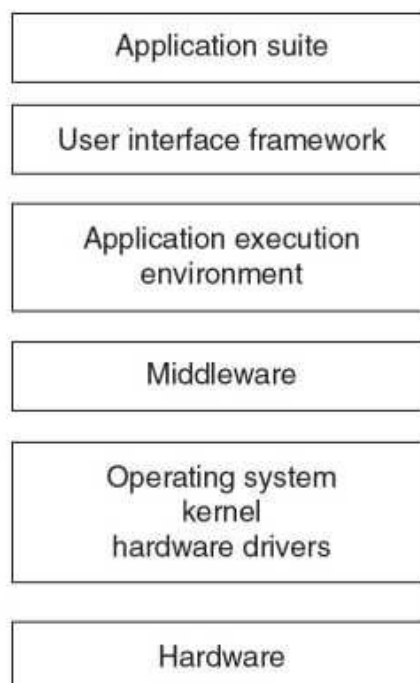 Application suite
User interface framework
Application execution
environment
Middleware
Operating system
kernel
hardware drivers
Hardware